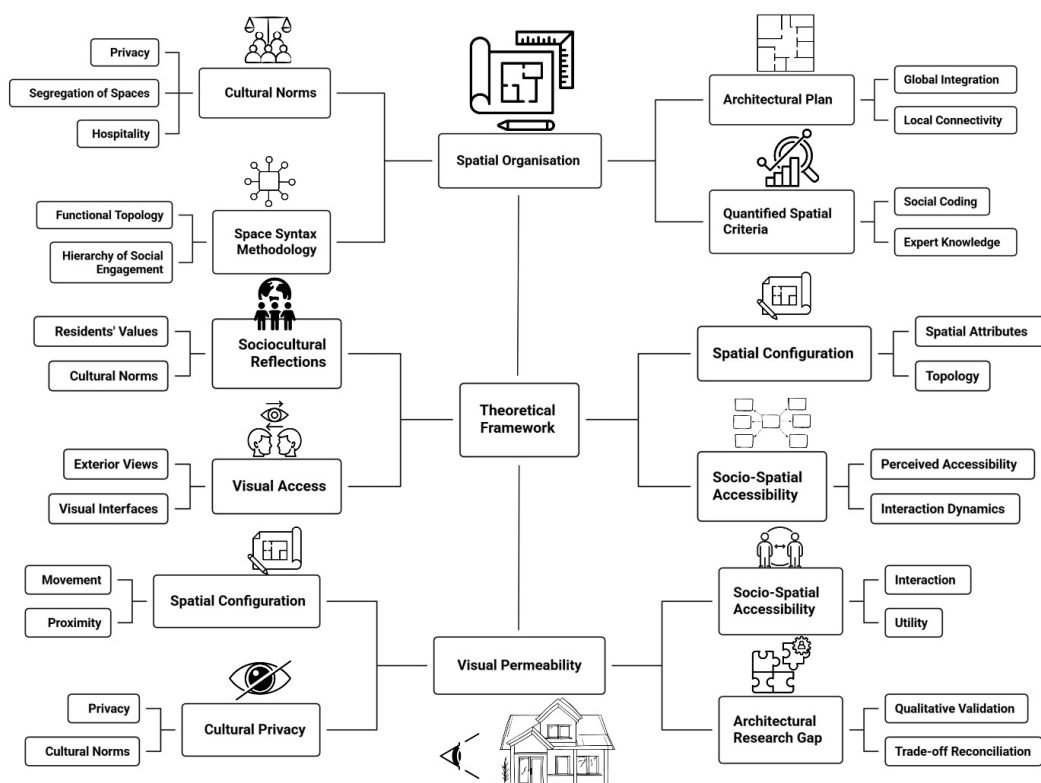 Privacy
Segregation of Spaces
Hospitality
Cultural Norms
Functional Topology
Hierarchy of Social
Engagement
Space Syntax
Methodology
Spatial Organisation
Architectural Plan
Global Integration
Local Connectivity
Quantified Spatial
Criteria
Social Coding
Expert Knowledge
Residents' Values
Cultural Norms
Sociocultural
Reflections
Exterior Views
Visual Interfaces
Visual Access
Theoretical
Framework
Spatial Configuration
Spatial Attributes
Topology
Socio-Spatial
Accessibility
Perceived Accessibility
Interaction Dynamics
Movement
Proximity
Spatial Configuration
Privacy
Cultural Norms
Cultural Privacy
Visual Permeability
Socio-Spatial
Accessibility
Interaction
Utility
Architectural
Research Gap
Qualitative Validation
Trade-off Reconciliation